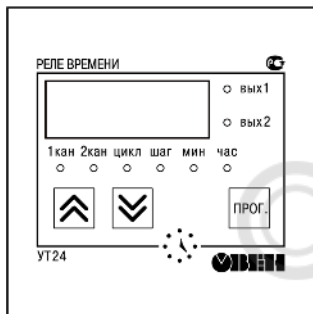 РЕЛЕ ВРЕМЕНИ
вых1
вых2
1кан 2кан цикл шаг мин час
ПРОГ.
УТ24
ОВЕН